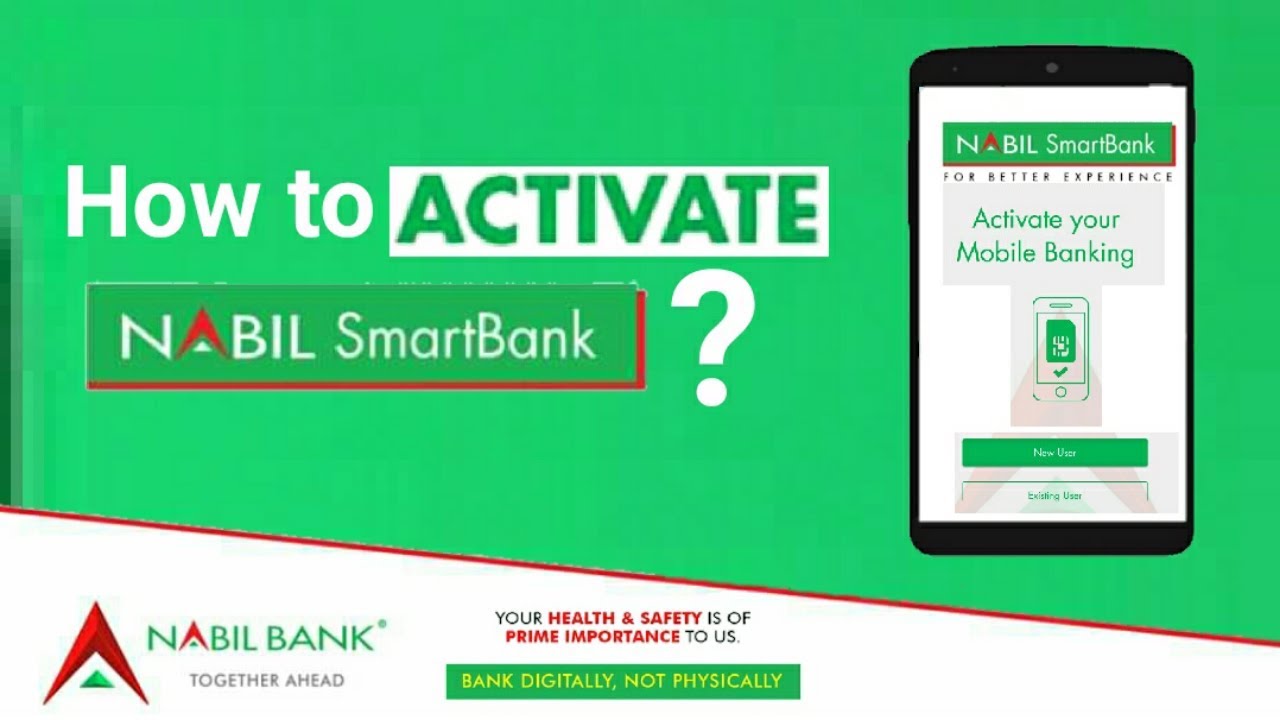 How to ACTIVATE
NABIL SmartBank ?
NABIL SmartBank
FOR BETTER EXPERIENCE
Activate your
Mobile Banking
New User
Existing User
NABIL BANK®
TOGETHER AHEAD
YOUR HEALTH & SAFETY IS OF
PRIME IMPORTANCE TO US.
BANK DIGITALLY, NOT PHYSICALLY